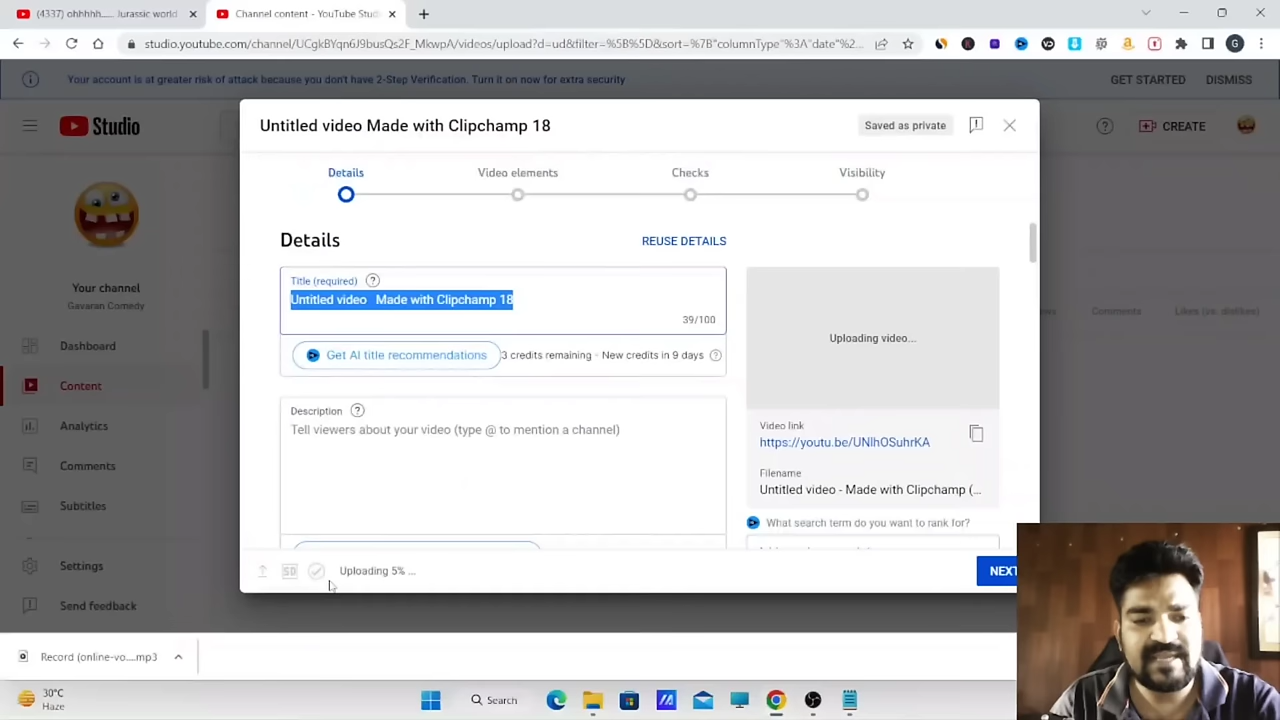 (4337) ohhhhh..... Jurassic world
Channel content - YouTube Stud
studio.youtube.com/channel/UCgkBYqn6J9IbusQs2F_MkwpA/videos/upload?d=ud&filter=%5B%5D&sort=%7B"columnType"%3A"date"%2...
G
Your account is at greater risk of attack because you don't have 2-Step Verification. Turn it on now for extra security
GET STARTED
DISMISS
Studio
CREATE
Untitled video Made with Clipchamp 18
Saved as private
Details
Video elements
Checks
Visibility
Details
REUSE DETAILS
Title (required)
Untitled video Made with Clipchamp 18
39/100
Get AI title recommendations
3 credits remaining - New credits in 9 days
Description
Tell viewers about your video (type @ to mention a channel)
Uploading video...
Video link
https://youtu.be/UNlhOSuhrKA
Filename
Untitled video - Made with Clipchamp (...
What search term do you want to rank for?
SD
Uploading 5% ...
NEXT
Your channel
Gavaran Comedy
Dashboard
Content
Analytics
Comments
Subtitles
Settings
Send feedback
Comments
Likes (vs. dislikes)
Record (online-vo....mp3
30°C
Haze
Search